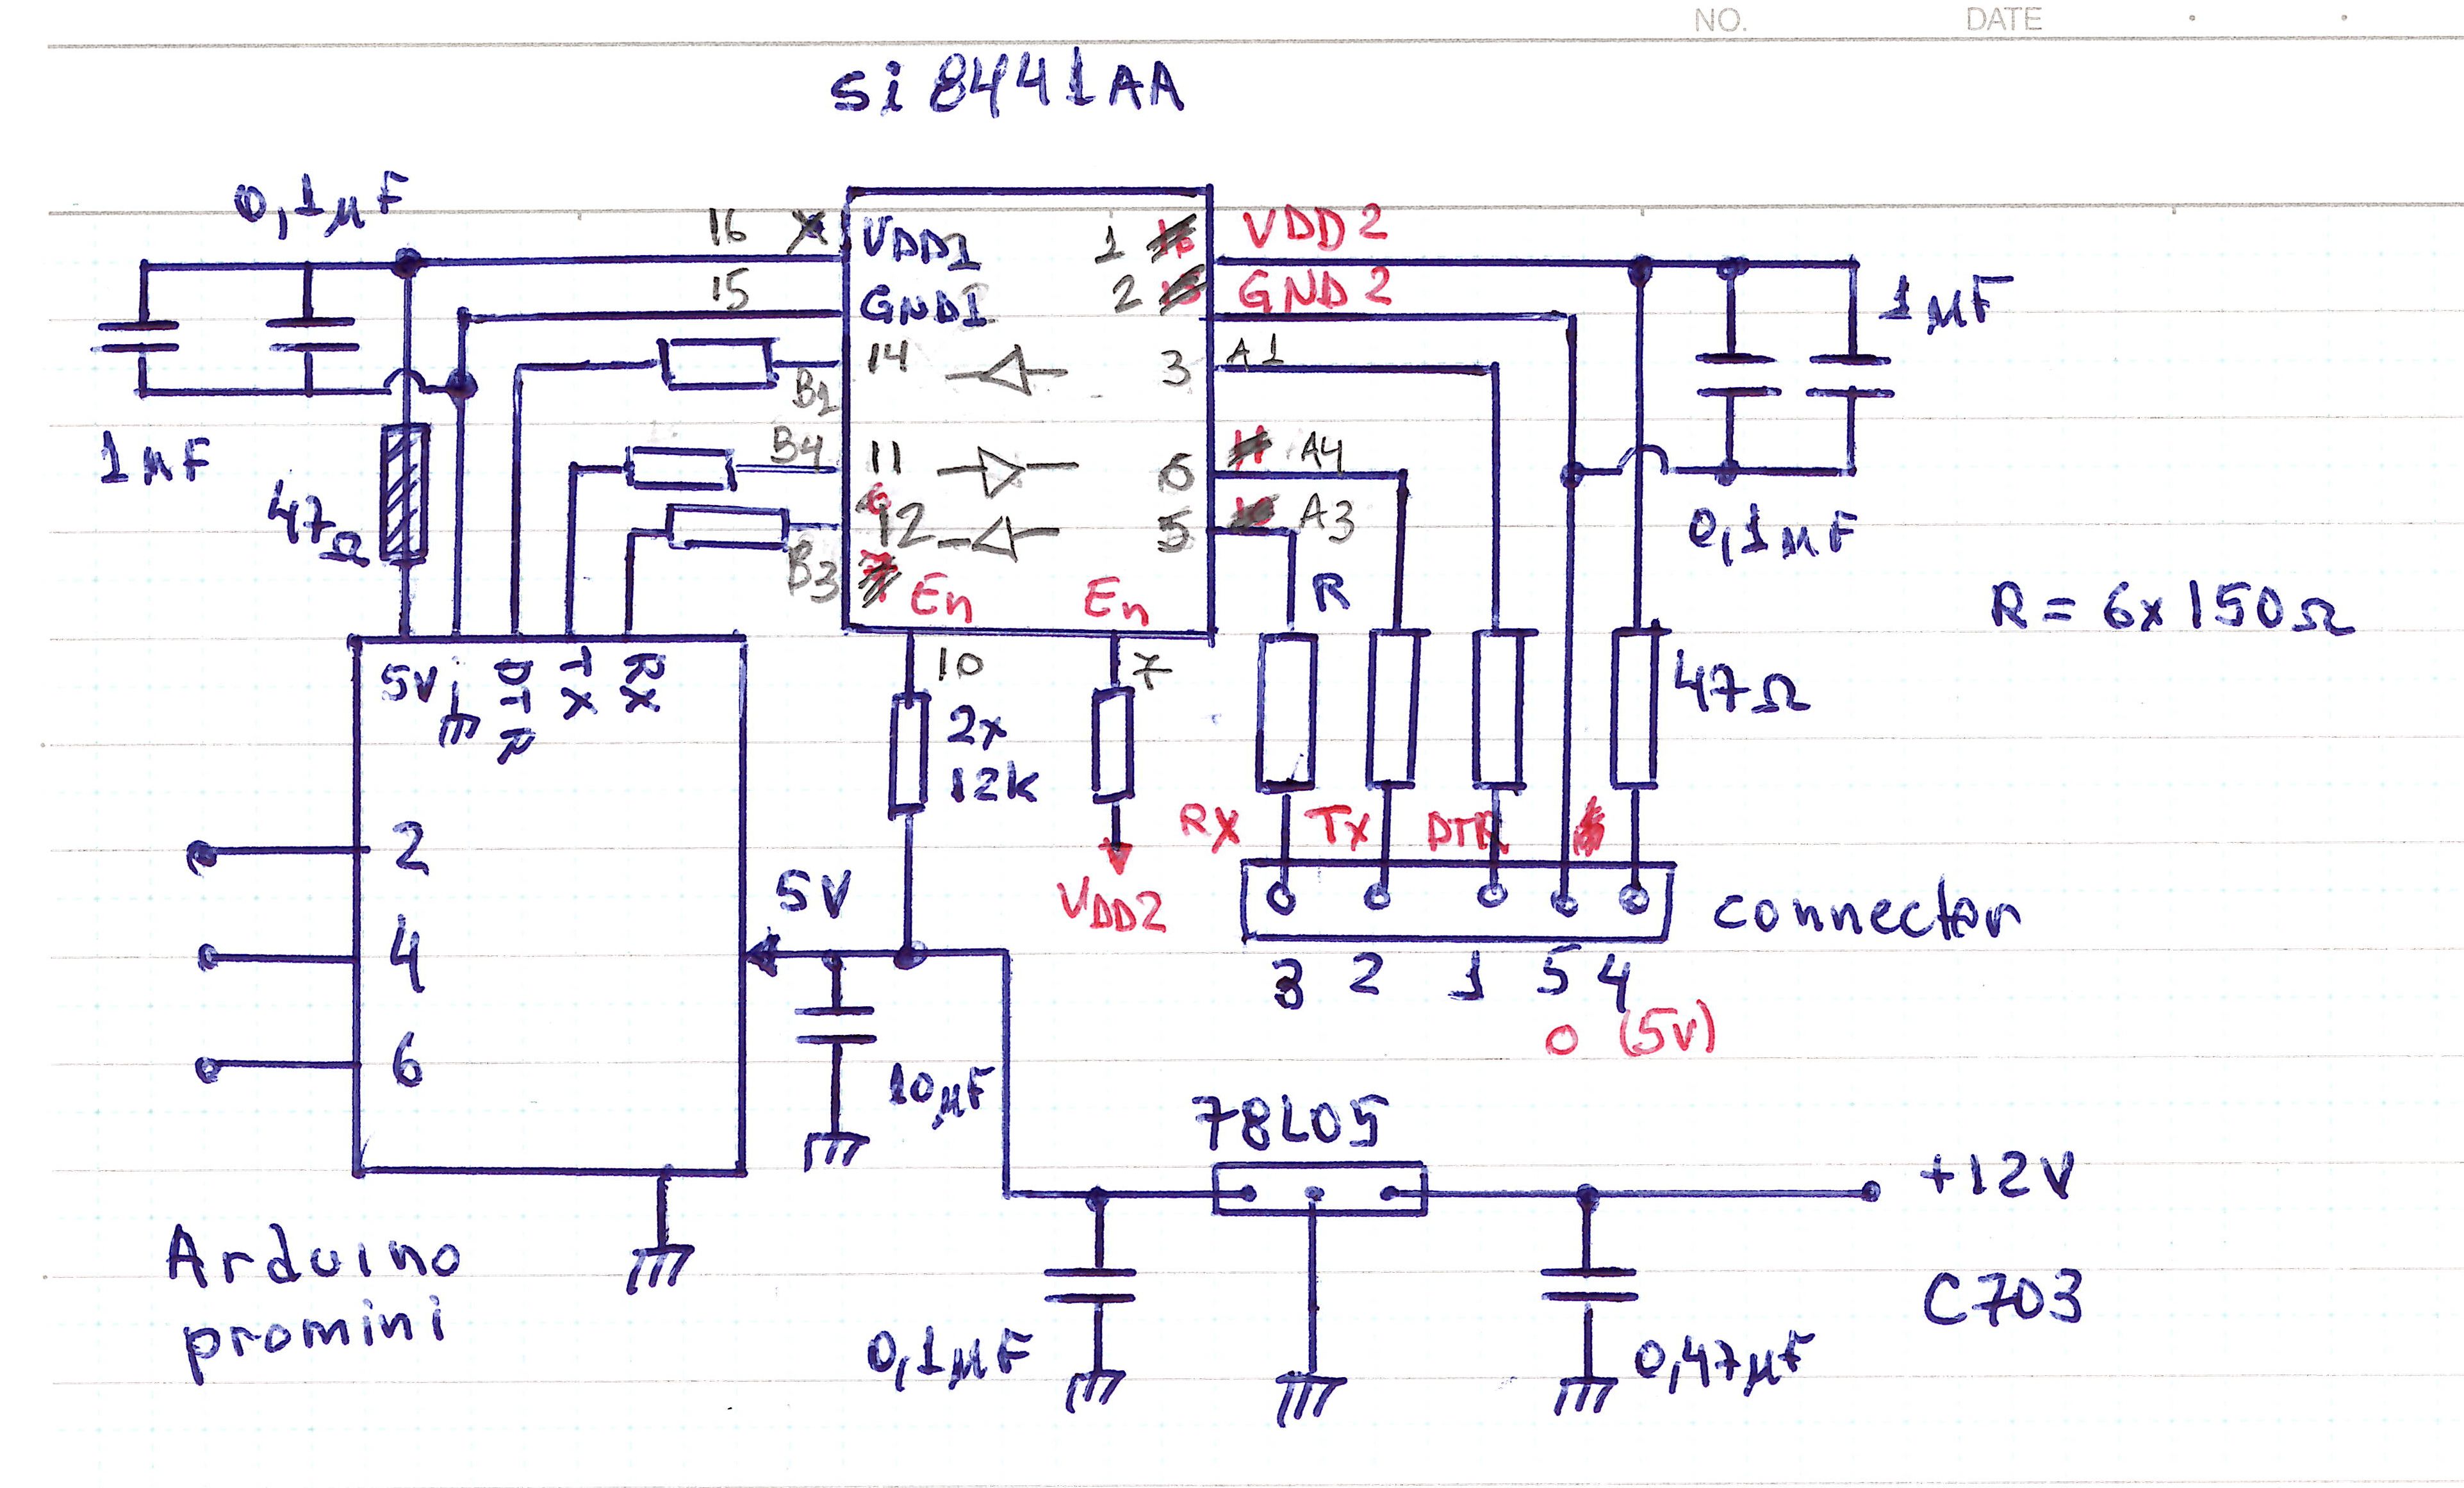 NO. DATE
Si 8441AA
0,1µF
16 VDD1 1 VDD2
15 GND1 2 GND2
1µF
14 3 A1
B1
B4 11 6 A4
1µF
47Ω
12 5 A3
0,1µF
B3 En En R
R = 6x150Ω
10 7
5V DTR TX RX
47Ω
2x
12k
RX TX DTR
2
5V
VDD2
connector
4
3 2 1 5 4
0 (5V)
6
10µF
78L05
+12V
Arduino
promini
C703
0,1µF
0,47µF